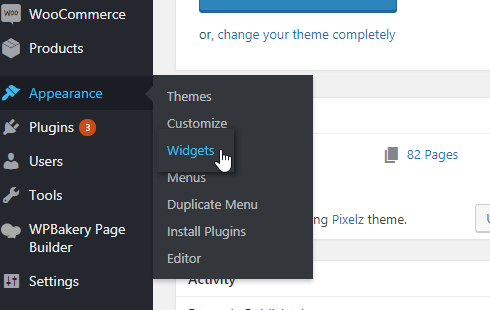 WooCommerce
Products
Appearance
Plugins 3
Users
Tools
WPBakery Page
Builder
Settings
Themes
Customize
Widgets
Menus
Duplicate Menu
Install Plugins
Editor
or, change your theme completely
82 Pages
Pixelz theme.
Activity